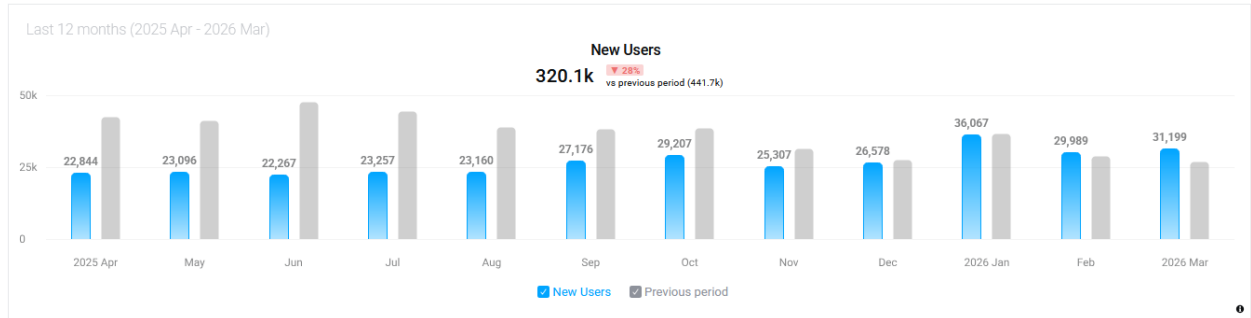 Last 12 months (2025 Apr - 2026 Mar)
New Users
320.1k ▼ 28%
vs previous period (441.7k)
50k
25k
0
22,844 23,096 22,267 23,257 23,160 27,176 29,207 25,307 26,578 36,067 29,989 31,199
2025 Apr May Jun Jul Aug Sep Oct Nov Dec 2026 Jan Feb 2026 Mar
New Users Previous period